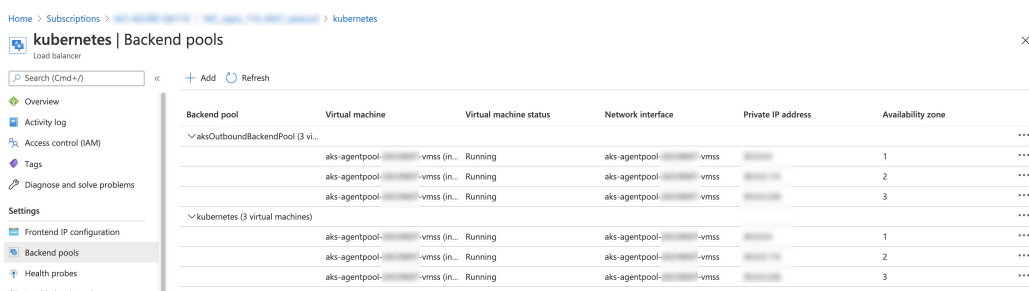 Home > Subscriptions > > kubernetes
kubernetes | Backend pools
Load balancer
Search (Cmd+/)
«
+ Add Refresh
Overview
Activity log
Access control (IAM)
Tags
Diagnose and solve problems
Settings
Frontend IP configuration
Backend pools
Health probes
Backend pool Virtual machine Virtual machine status Network interface Private IP address Availability zone
aksOutboundBackendPool (3 vi...
aks-agentpool- -vmss (in... Running aks-agentpool- -vmss 1
aks-agentpool- -vmss (in... Running aks-agentpool- -vmss 2
aks-agentpool- -vmss (in... Running aks-agentpool- -vmss 3
kubernetes (3 virtual machines)
aks-agentpool- -vmss (in... Running aks-agentpool- -vmss 1
aks-agentpool- -vmss (in... Running aks-agentpool- -vmss 2
aks-agentpool- -vmss (in... Running aks-agentpool- -vmss 3